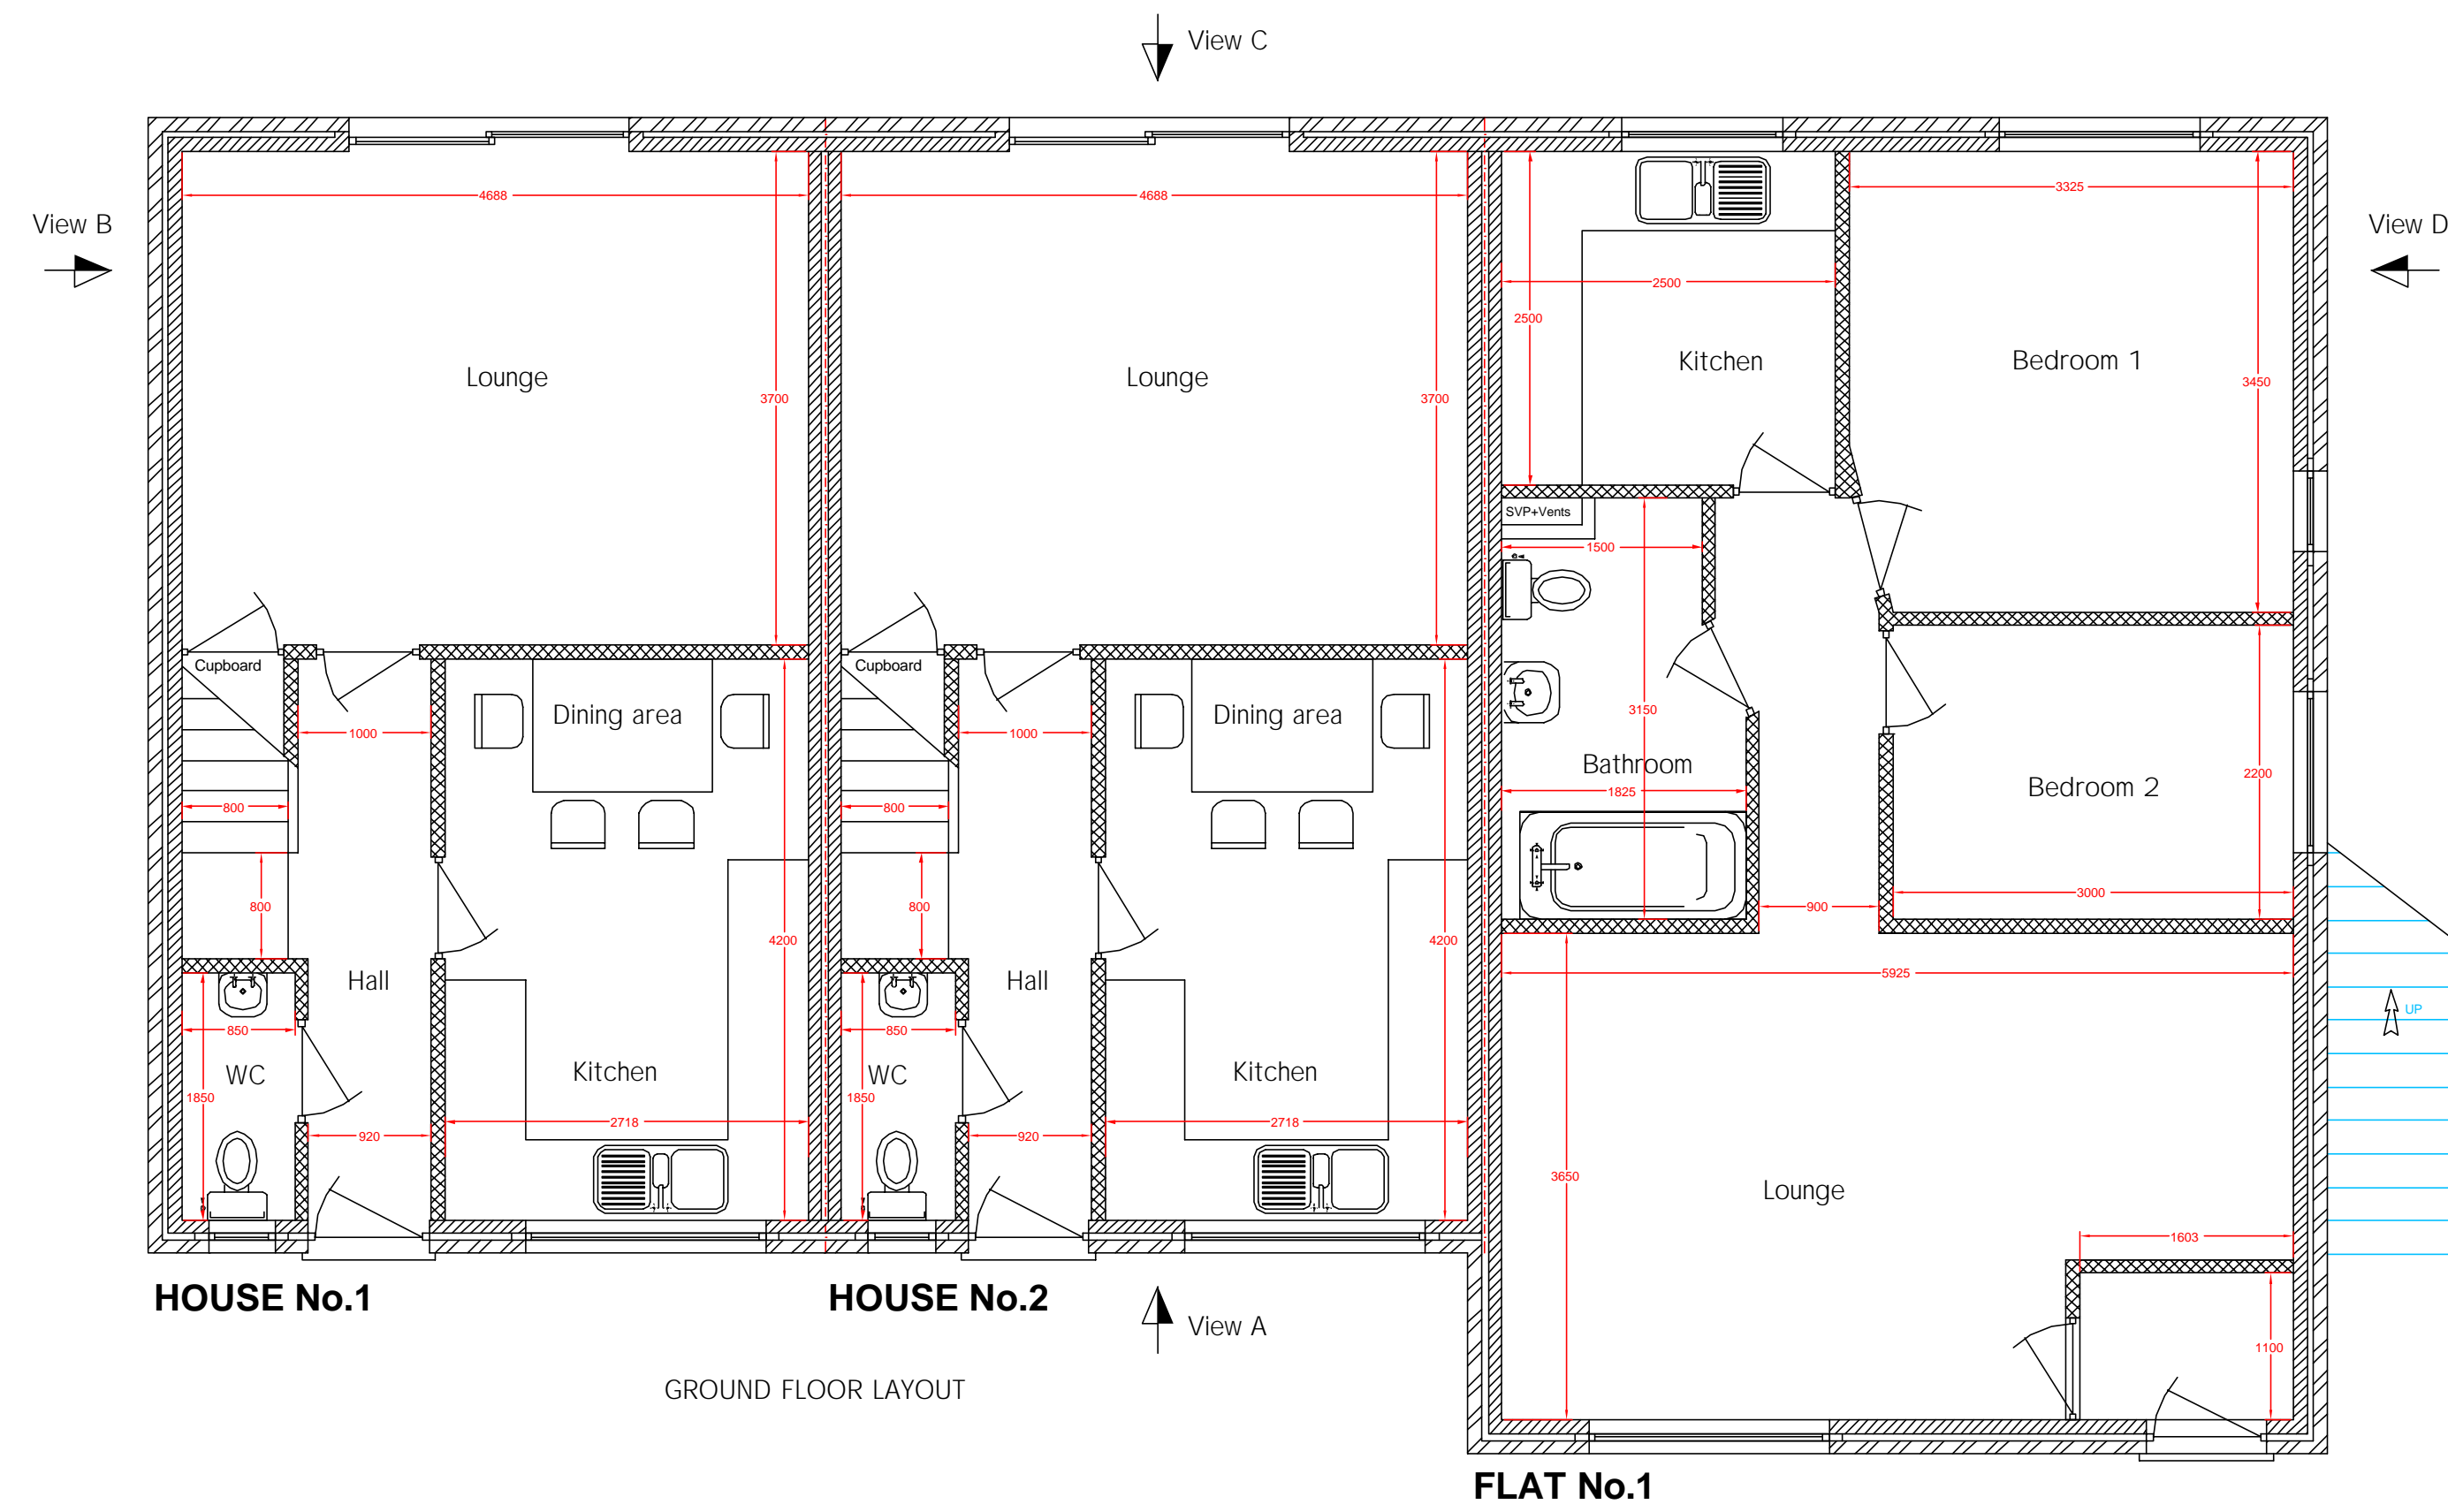 View C
View B
View D
4688
4688
3325
2500
2500
Lounge
Lounge
Kitchen
Bedroom 1
3700
3700
3450
SVP+Vents
1500
Cupboard
Cupboard
Dining area
Dining area
1000
1000
3150
Bathroom
1825
Bedroom 2
2200
800
800
800
800
900
3000
4200
4200
Hall
Hall
5925
850
850
UP
WC
Kitchen
WC
Kitchen
1850
1850
920
2718
920
2718
3650
Lounge
1603
1100
HOUSE No.1
HOUSE No.2
View A
GROUND FLOOR LAYOUT
FLAT No.1